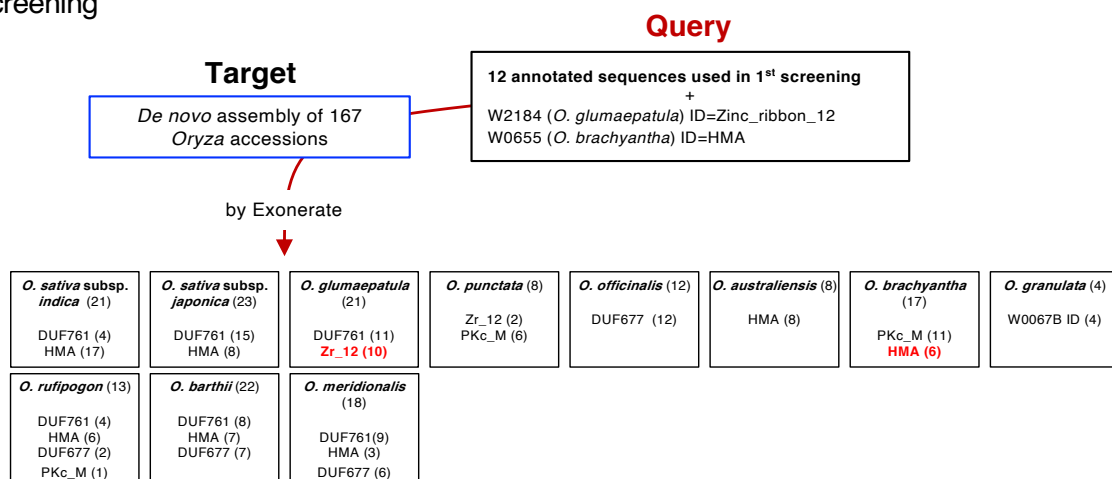 creening
Query
Target
12 annotated sequences used in 1st screening
+
W2184 (O. glumaepatula) ID=Zinc_ribbon_12
W0655 (O. brachyantha) ID=HMA
De novo assembly of 167
Oryza accessions
by Exonerate
O. sativa subsp.
indica (21)
DUF761 (4)
HMA (17)
O. sativa subsp.
japonica (23)
DUF761 (15)
HMA (8)
O. glumaepatula
(21)
DUF761 (11)
Zr_12 (10)
O. punctata (8)
Zr_12 (2)
PKc_M (6)
O. officinalis (12)
DUF677 (12)
O. australiensis (8)
HMA (8)
O. brachyantha
(17)
PKc_M (11)
HMA (6)
O. granulata (4)
W0067B ID (4)
O. rufipogon (13)
DUF761 (4)
HMA (6)
DUF677 (2)
PKc_M (1)
O. barthii (22)
DUF761 (8)
HMA (7)
DUF677 (7)
O. meridionalis
(18)
DUF761(9)
HMA (3)
DUF677 (6)